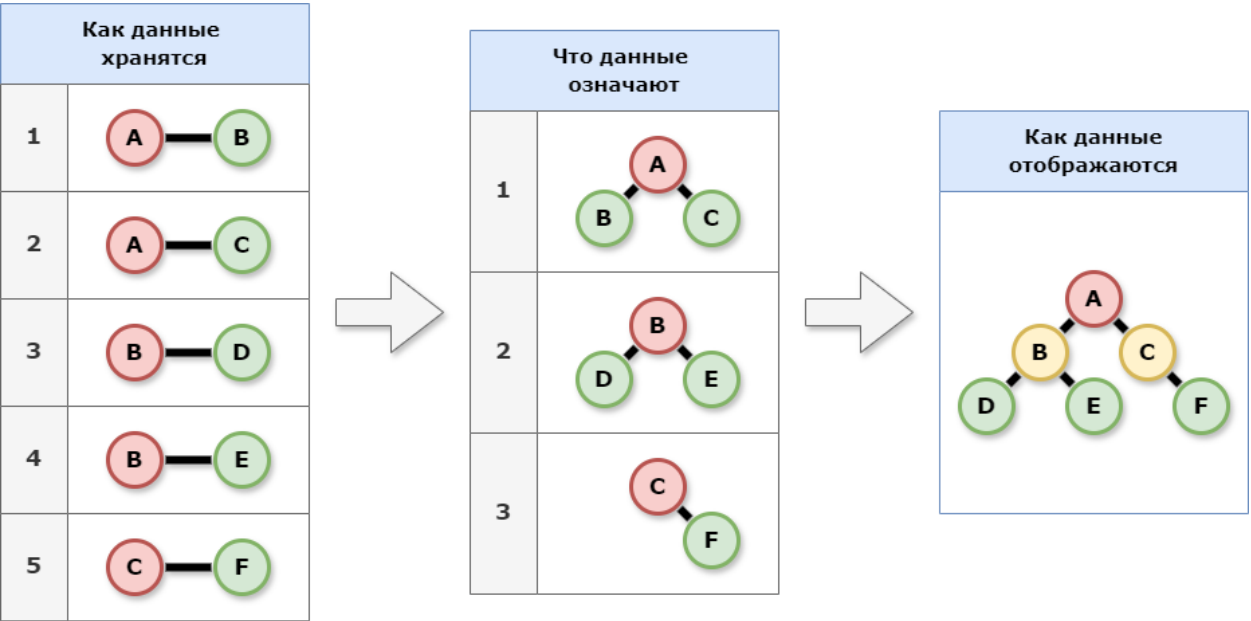 Как данные
хранятся
1
A B
2
A C
3
B D
4
B E
5
C F
Что данные
означают
1
A
B C
2
B
D E
3
C
F
Как данные
отображаются
A
B C
D E F